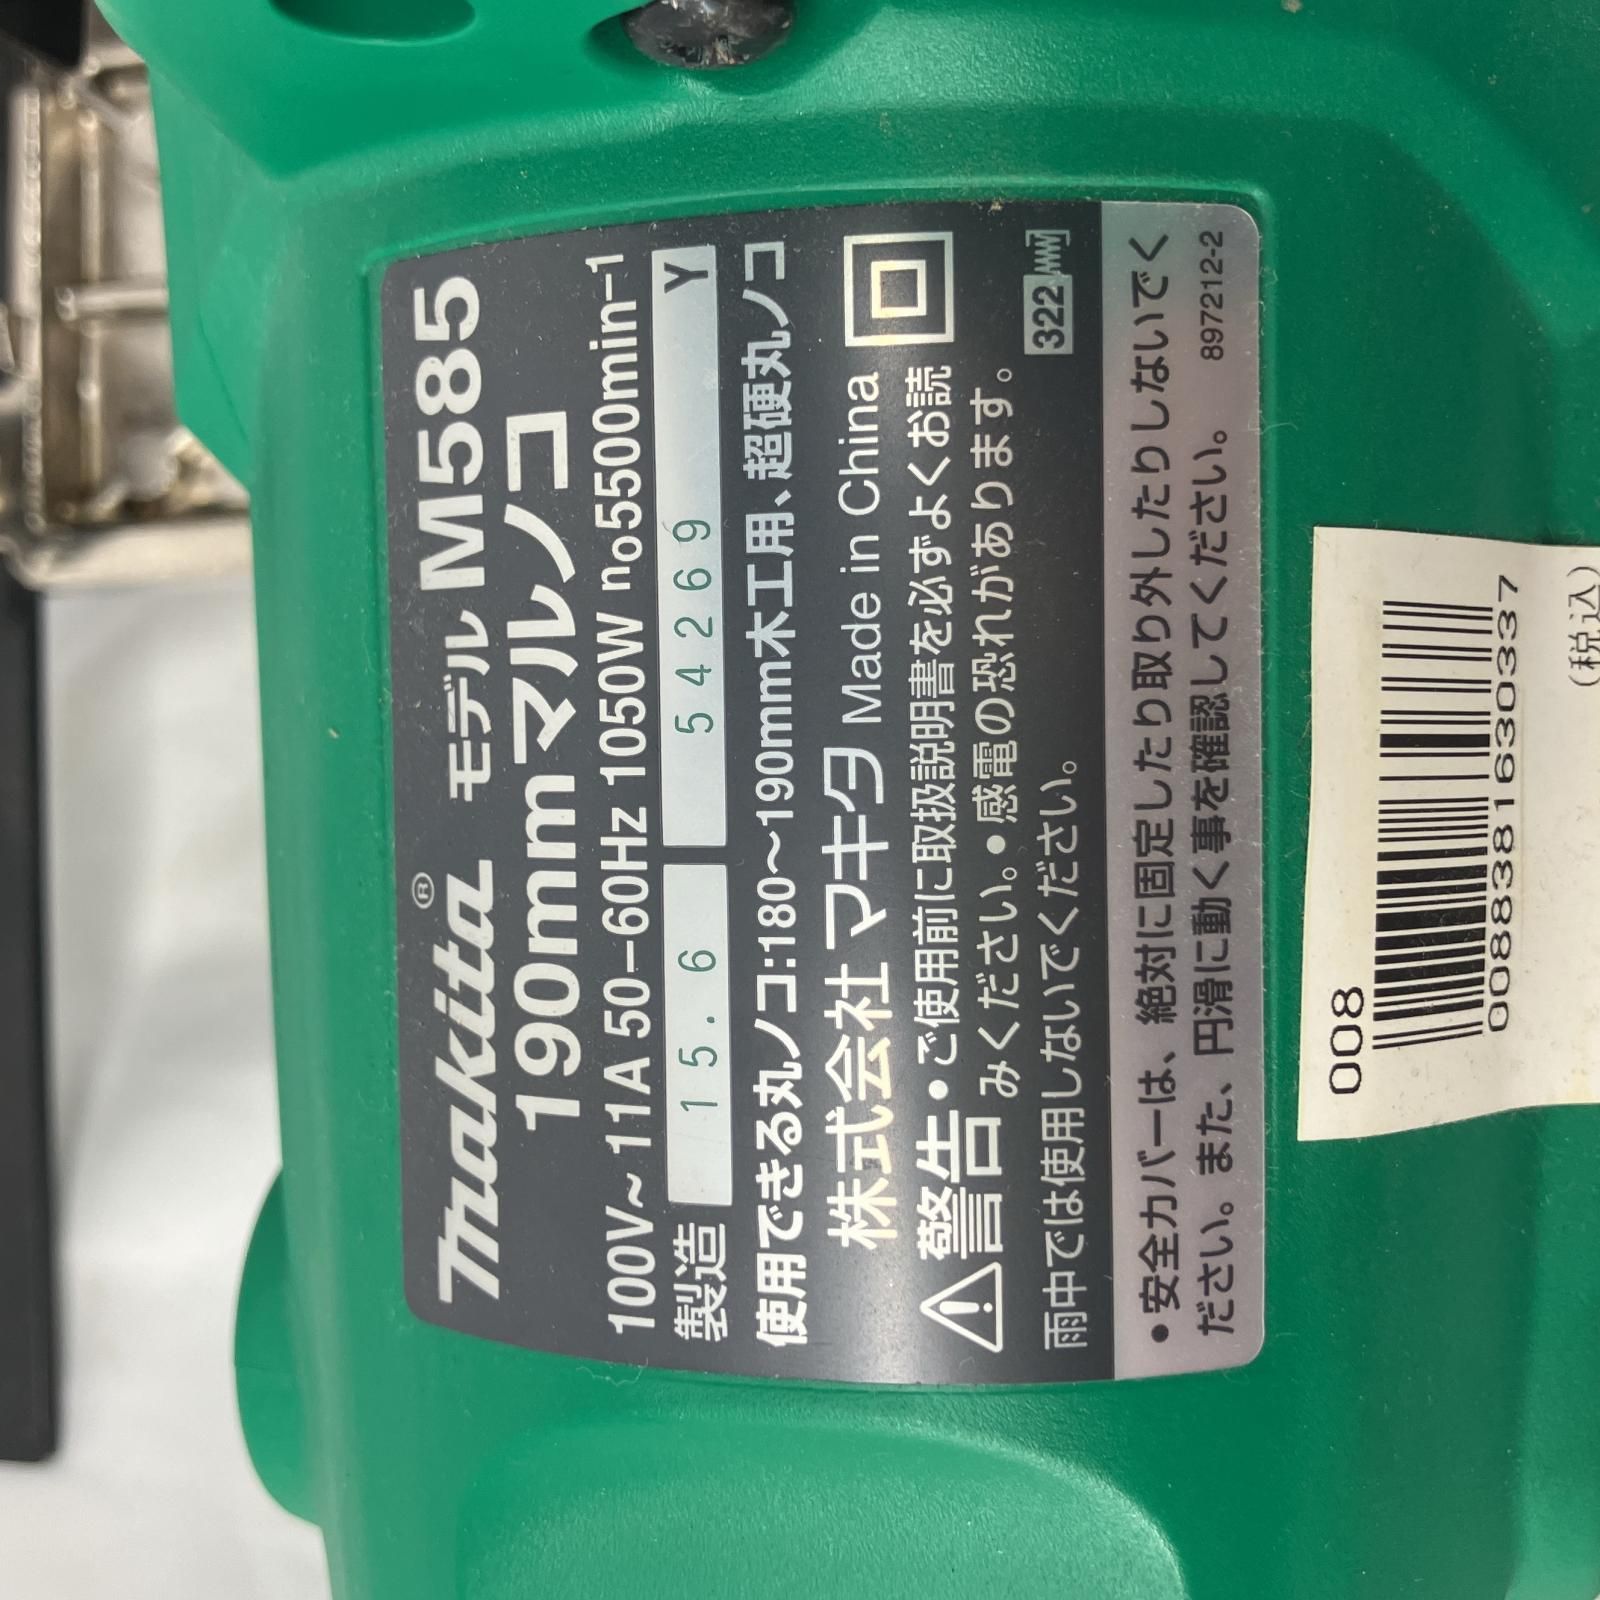 makita® モデル M585
190mmマルノコ
100V~ 11A 50-60Hz 1050W no5500min-1
製造 15.6 54269 Y
使用できる丸ノコ:180~190mm木工用、超硬丸ノコ
株式会社マキタ Made in China
警告・ご使用前に取扱説明書を必ずよくお読
みください。・感電の恐れがあります。
雨中では使用しないでください。
322
・安全カバーは、絶対に固定したり取り外したりしないでく
ださい。また、円滑に動く事を確認してください。 897212-2
008
0088381630337
(税込)